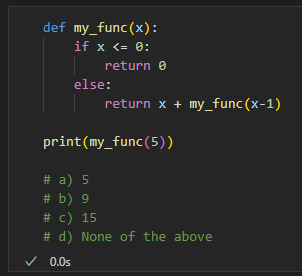 def my_func(x):
    if x <= 0:
        return 0
    else:
        return x + my_func(x-1)

print(my_func(5))

# a) 5
# b) 9
# c) 15
# d) None of the above
✓ 0.0s